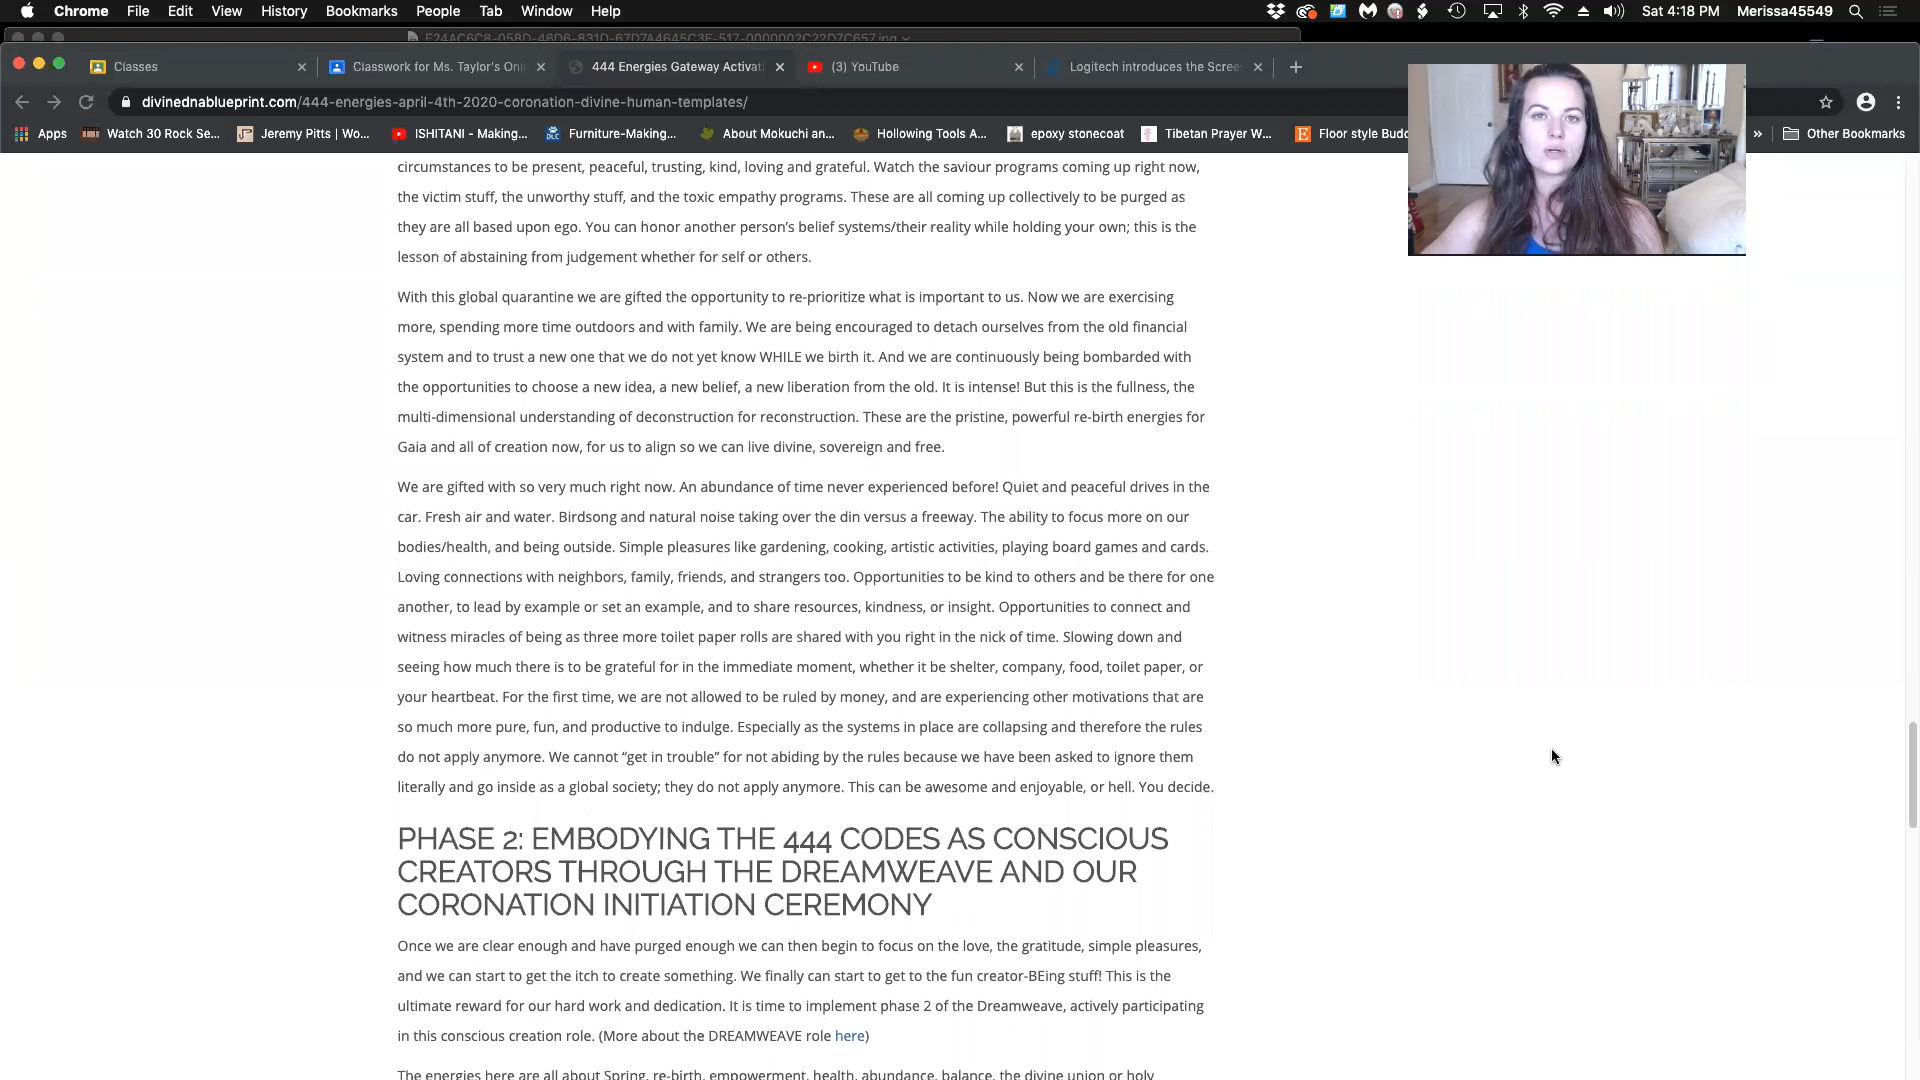 Chrome File Edit View History Bookmarks People Tab Window Help
Sat 4:18 PM Merissa45549
E24AC6C8-058D-46D6-831D-67D7A4645C3F-517-0000002C22D7C657.jpg
Classes
Classwork for Ms. Taylor's Onl
444 Energies Gateway Activati
(3) YouTube
Logitech introduces the Scree
divinednablueprint.com/444-energies-april-4th-2020-coronation-divine-human-templates/
Apps Watch 30 Rock Se... Jeremy Pitts | Wo... ISHITANI - Making... Furniture-Making... About Mokuchi an... Hollowing Tools A... epoxy stonecoat Tibetan Prayer W... Floor style Budd » Other Bookmarks
circumstances to be present, peaceful, trusting, kind, loving and grateful. Watch the saviour programs coming up right now,
the victim stuff, the unworthy stuff, and the toxic empathy programs. These are all coming up collectively to be purged as
they are all based upon ego. You can honor another person's belief systems/their reality while holding your own; this is the
lesson of abstaining from judgement whether for self or others.
With this global quarantine we are gifted the opportunity to re-prioritize what is important to us. Now we are exercising
more, spending more time outdoors and with family. We are being encouraged to detach ourselves from the old financial
system and to trust a new one that we do not yet know WHILE we birth it. And we are continuously being bombarded with
the opportunities to choose a new idea, a new belief, a new liberation from the old. It is intense! But this is the fullness, the
multi-dimensional understanding of deconstruction for reconstruction. These are the pristine, powerful re-birth energies for
Gaia and all of creation now, for us to align so we can live divine, sovereign and free.
We are gifted with so very much right now. An abundance of time never experienced before! Quiet and peaceful drives in the
car. Fresh air and water. Birdsong and natural noise taking over the din versus a freeway. The ability to focus more on our
bodies/health, and being outside. Simple pleasures like gardening, cooking, artistic activities, playing board games and cards.
Loving connections with neighbors, family, friends, and strangers too. Opportunities to be kind to others and be there for one
another, to lead by example or set an example, and to share resources, kindness, or insight. Opportunities to connect and
witness miracles of being as three more toilet paper rolls are shared with you right in the nick of time. Slowing down and
seeing how much there is to be grateful for in the immediate moment, whether it be shelter, company, food, toilet paper, or
your heartbeat. For the first time, we are not allowed to be ruled by money, and are experiencing other motivations that are
so much more pure, fun, and productive to indulge. Especially as the systems in place are collapsing and therefore the rules
do not apply anymore. We cannot “get in trouble” for not abiding by the rules because we have been asked to ignore them
literally and go inside as a global society; they do not apply anymore. This can be awesome and enjoyable, or hell. You decide.
PHASE 2: EMBODYING THE 444 CODES AS CONSCIOUS
CREATORS THROUGH THE DREAMWEAVE AND OUR
CORONATION INITIATION CEREMONY
Once we are clear enough and have purged enough we can then begin to focus on the love, the gratitude, simple pleasures,
and we can start to get the itch to create something. We finally can start to get to the fun creator-BEing stuff! This is the
ultimate reward for our hard work and dedication. It is time to implement phase 2 of the Dreamweave, actively participating
in this conscious creation role. (More about the DREAMWEAVE role here)
The energies here are all about Spring, re-birth, empowerment, health, abundance, balance, the divine union or holy